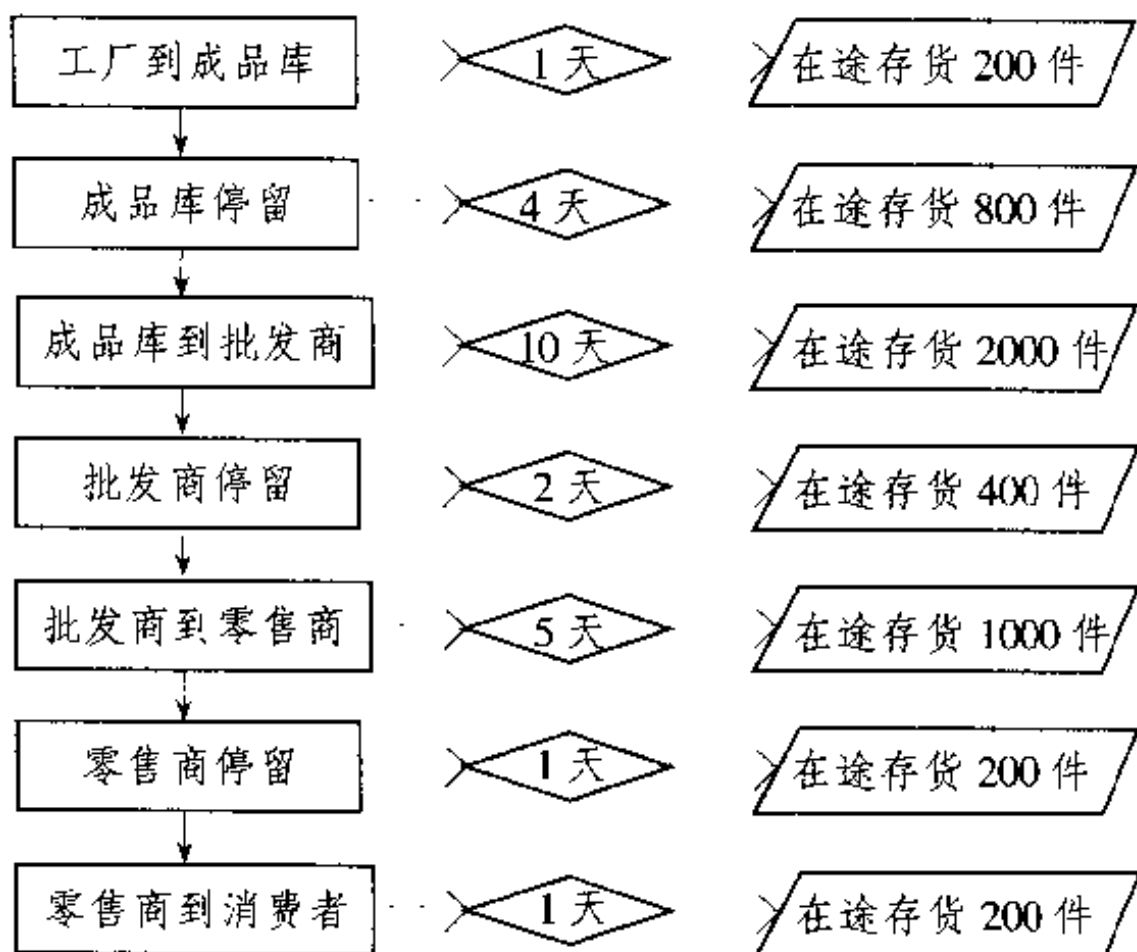 工厂到成品库 1天 在途存货200件
成品库停留 4天 在途存货800件
成品库到批发商 10天 在途存货2000件
批发商停留 2天 在途存货400件
批发商到零售商 5天 在途存货1000件
零售商停留 1天 在途存货200件
零售商到消费者 1天 在途存货200件